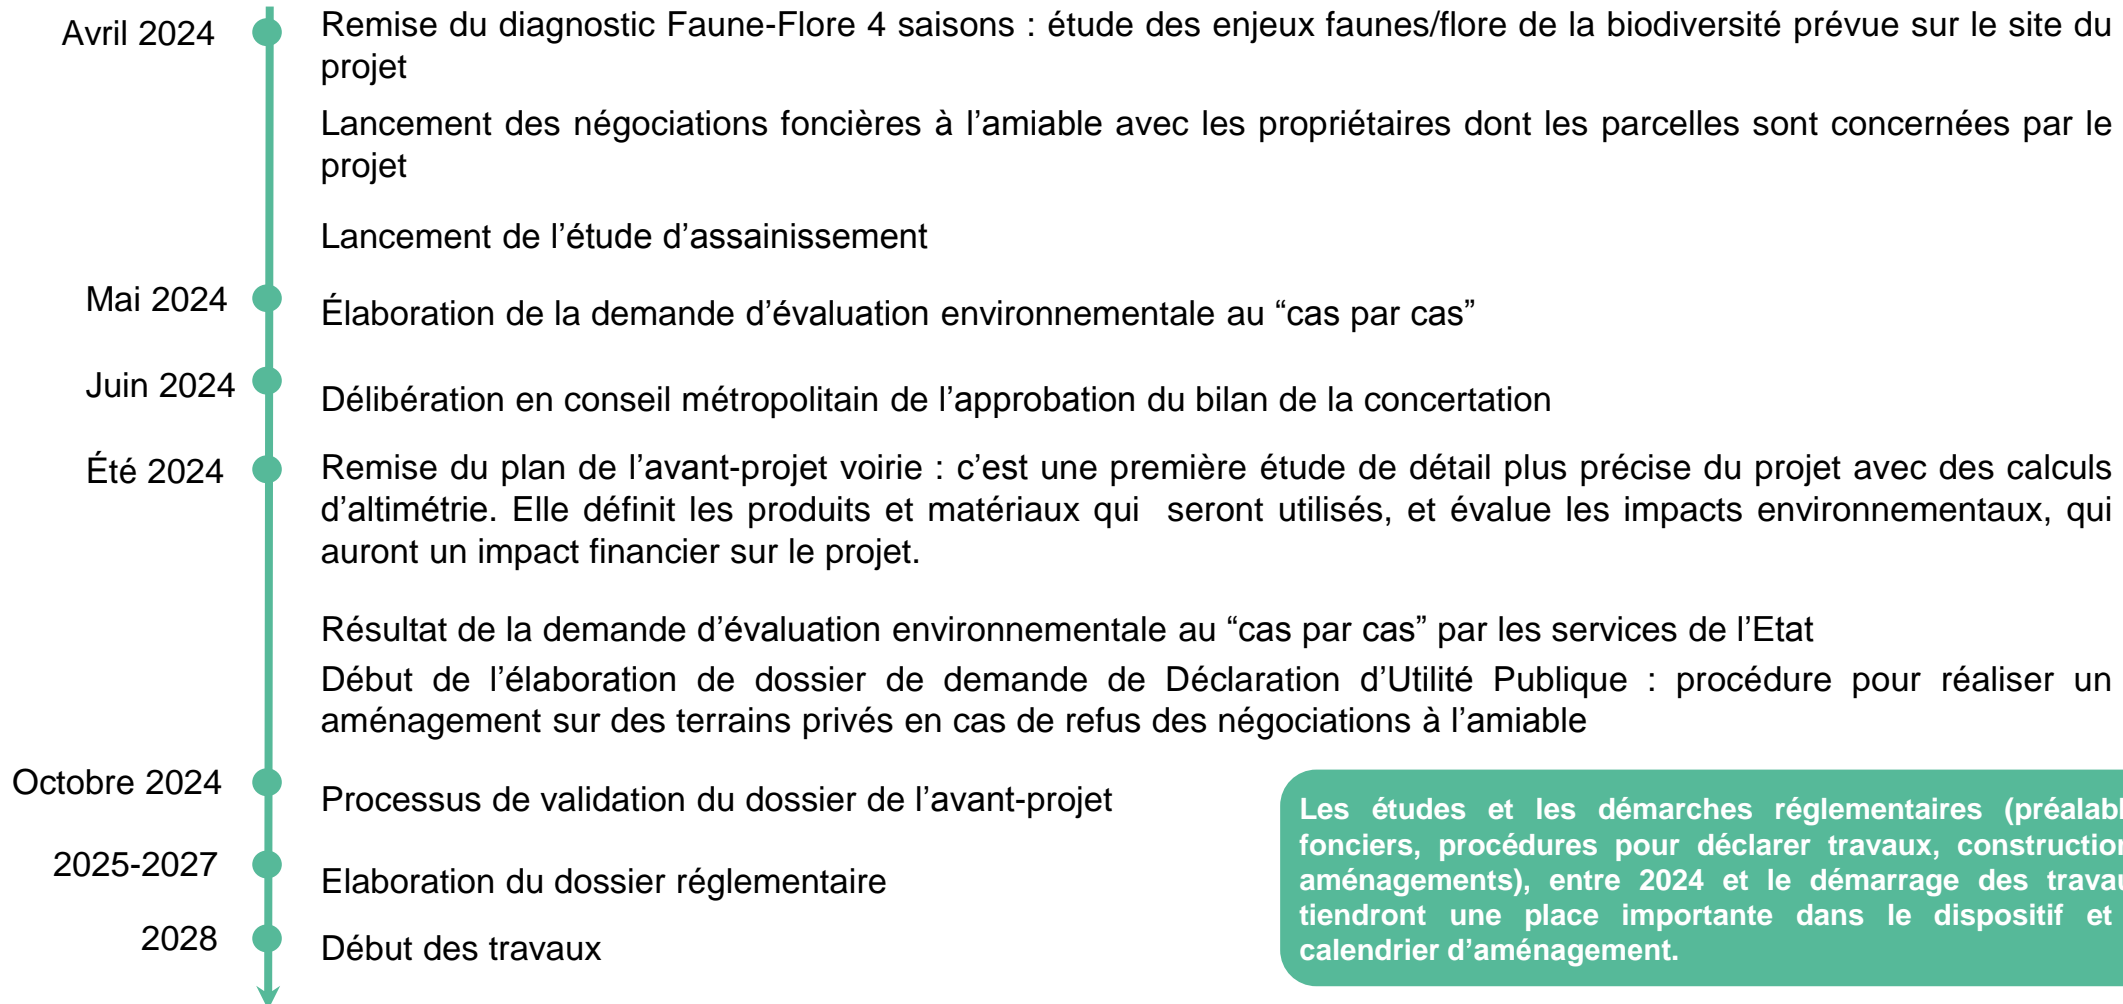 Avril 2024
Remise du diagnostic Faune-Flore 4 saisons : étude des enjeux faunes/flore de la biodiversité prévue sur le site du
projet
Lancement des négociations foncières à l’amiable avec les propriétaires dont les parcelles sont concernées par le
projet
Lancement de l’étude d’assainissement
Mai 2024
Élaboration de la demande d’évaluation environnementale au “cas par cas”
Juin 2024
Délibération en conseil métropolitain de l’approbation du bilan de la concertation
Été 2024
Remise du plan de l’avant-projet voirie : c’est une première étude de détail plus précise du projet avec des calculs
d’altimétrie. Elle définit les produits et matériaux qui seront utilisés, et évalue les impacts environnementaux, qui
auront un impact financier sur le projet.
Résultat de la demande d’évaluation environnementale au “cas par cas” par les services de l’Etat
Début de l’élaboration de dossier de demande de Déclaration d’Utilité Publique : procédure pour réaliser un
aménagement sur des terrains privés en cas de refus des négociations à l’amiable
Octobre 2024
Processus de validation du dossier de l’avant-projet
2025-2027
Elaboration du dossier réglementaire
2028
Début des travaux
Les études et les démarches réglementaires
fonciers, procédures pour déclarer travaux,
aménagements), entre 2024 et le démarrage des
tiendront une place importante dans le dispositif et
calendrier d’aménagement.